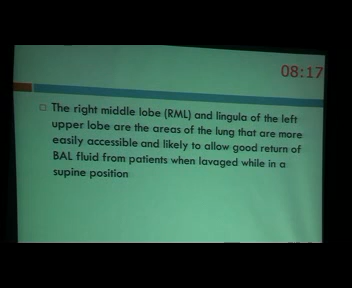 08:17
The right middle lobe (RML) and lingula of the left
upper lobe are the areas of the lung that are more
easily accessible and likely to allow good return of
BAL fluid from patients when lavaged while in a
supine position